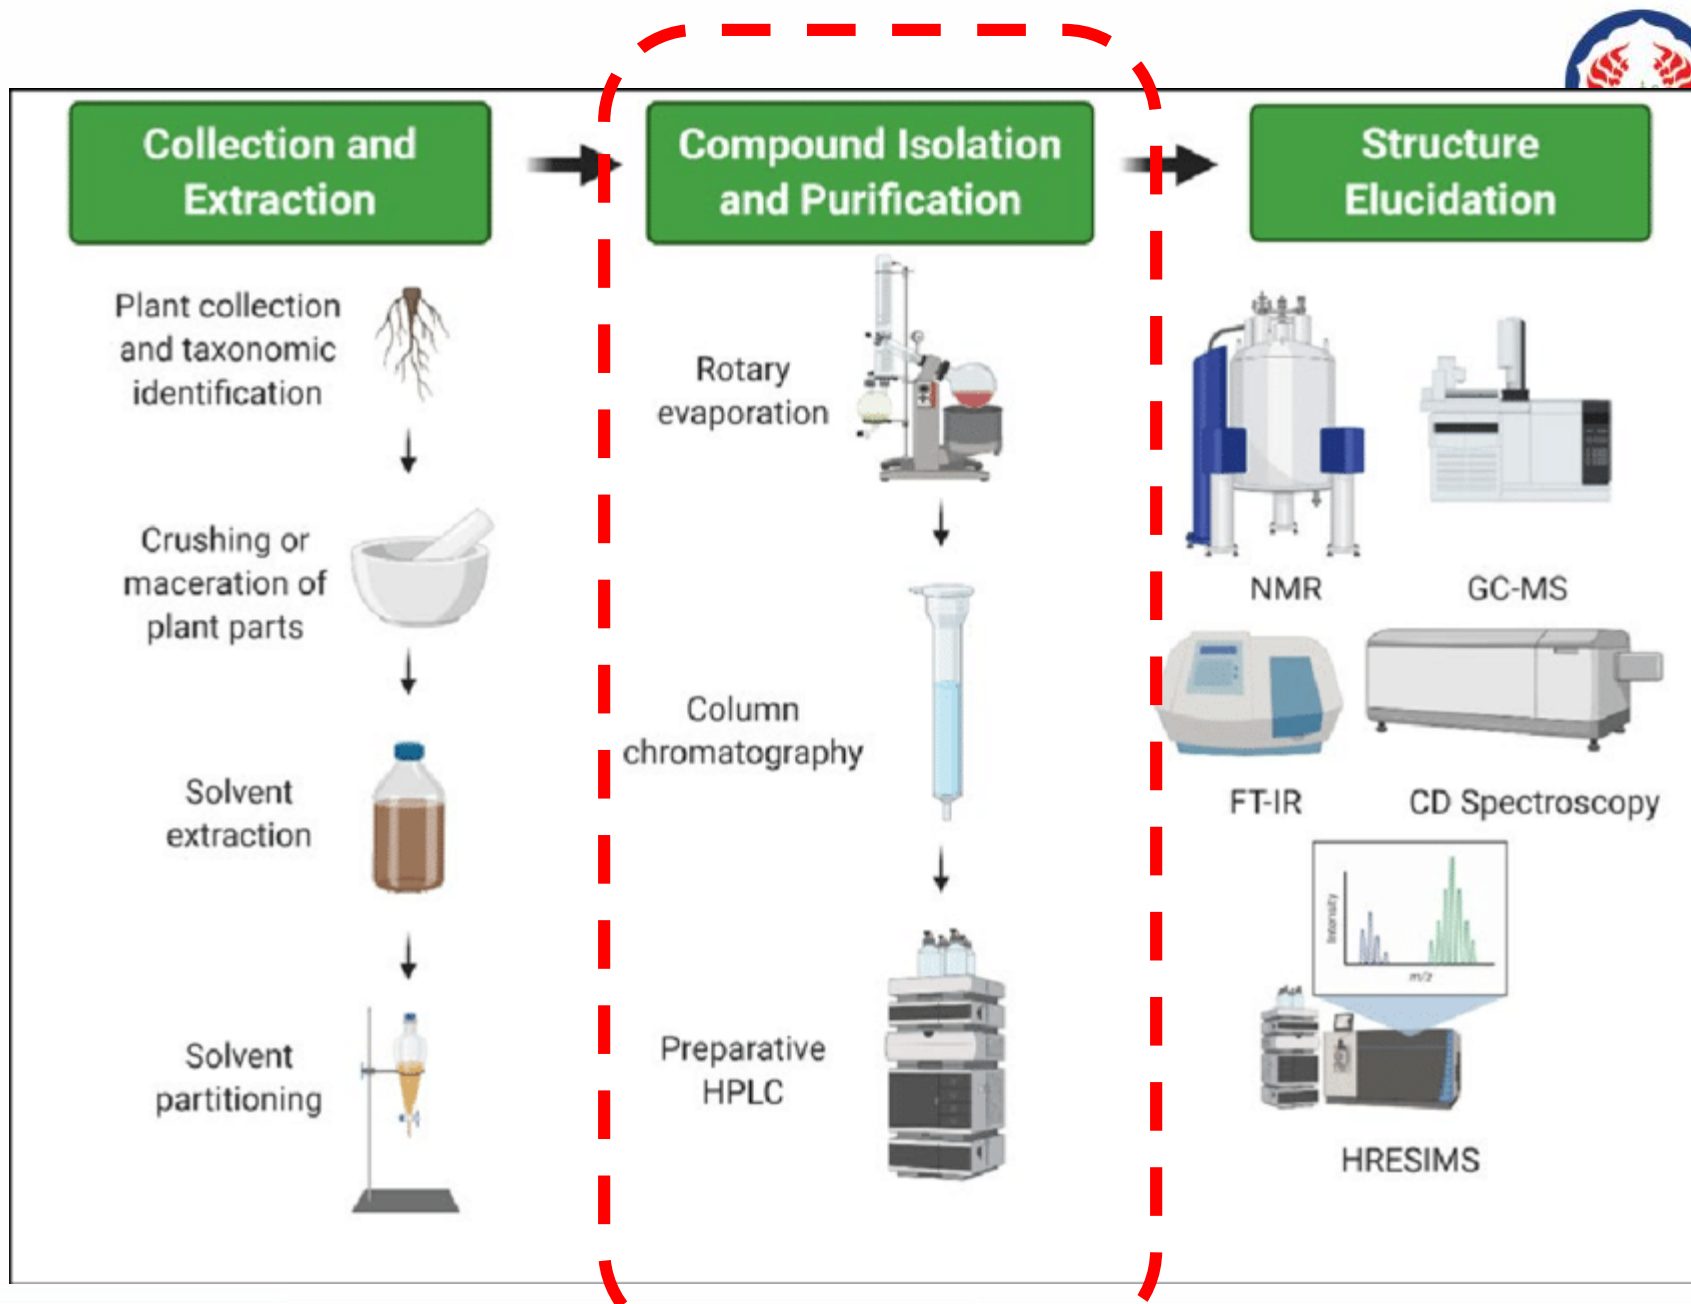 Collection and
Extraction
Plant collection
and taxonomic
identification
Crushing or
maceration of
plant parts
Solvent
extraction
Solvent
partitioning
Compound Isolation
and Purification
Rotary
evaporation
Column
chromatography
Preparative
HPLC
Structure
Elucidation
NMR
GC-MS
FT-IR
CD Spectroscopy
Intensity
m/z
HRESIMS